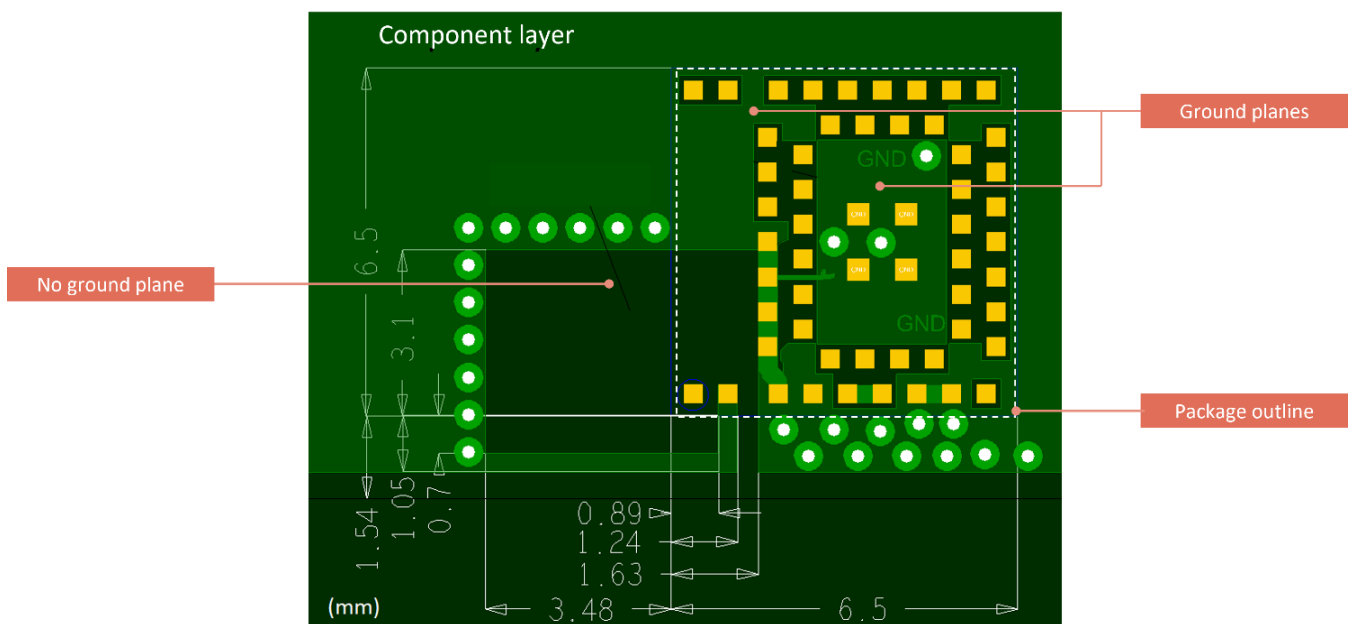 Component layer
Ground planes
GND
6.5
No ground plane
3.1
GND
Package outline
1.54
1.05
0.7
0.89
1.24
1.63
(mm)
3.48
6.5